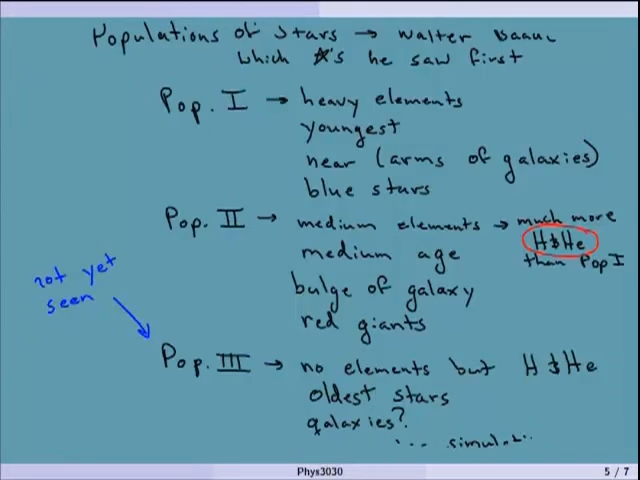 Populations of Stars → Walter
which ☆'s he saw first
Pop. I → heavy elements
youngest
near (arms of galaxies)
blue stars
Pop. II → medium elements → much more
H & He
than Pop I
medium age
bulge of galaxy
red giants
not yet
seen
Pop. III → no elements but H & He
oldest stars
galaxies?
...
Phys3030
5 / 7